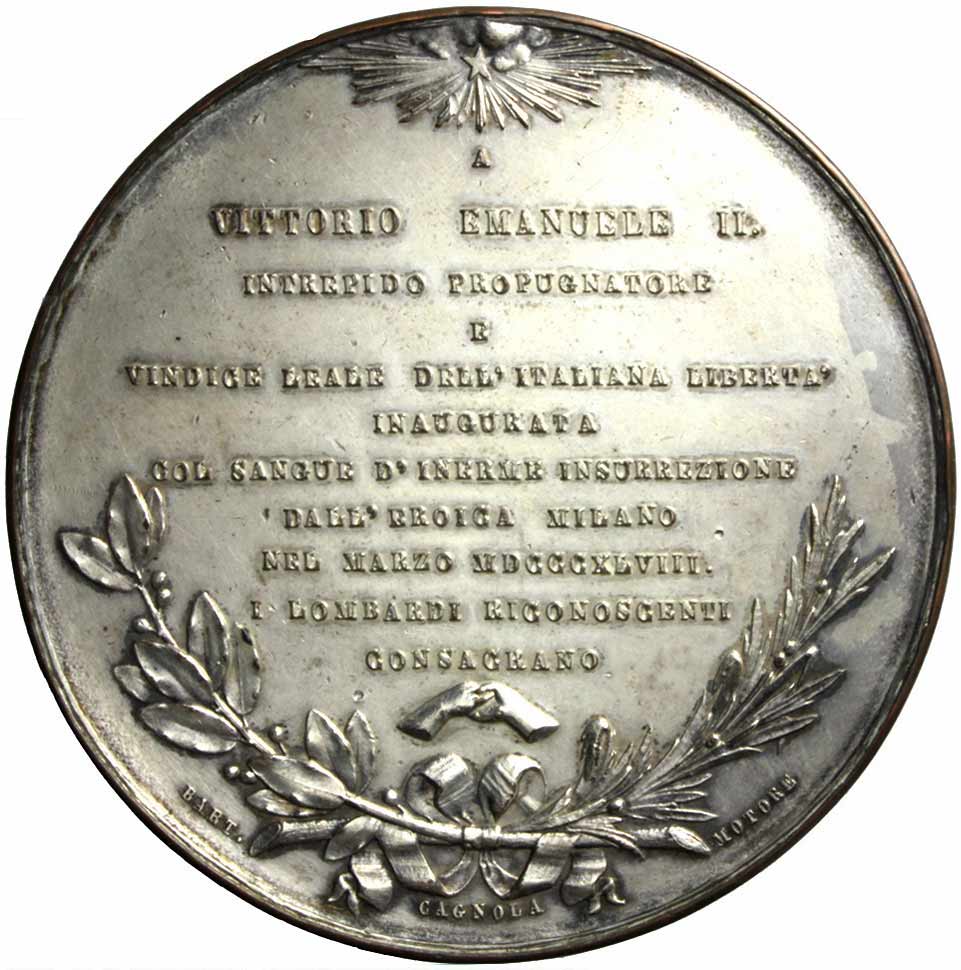 A
VITTORIO EMANUELE II.
INTREPIDO PROPUGNATORE
E
VINDICE LEALE DELL'ITALIANA LIBERTA'
INAUGURATA
COL SANGUE D'INERME INSURREZIONE
DALL'EROICA MILANO
NEL MARZO MDCCCXLVIII.
I LOMBARDI RICONOSCENTI
CONSACRANO
BART. CAGNOLA MOTORE